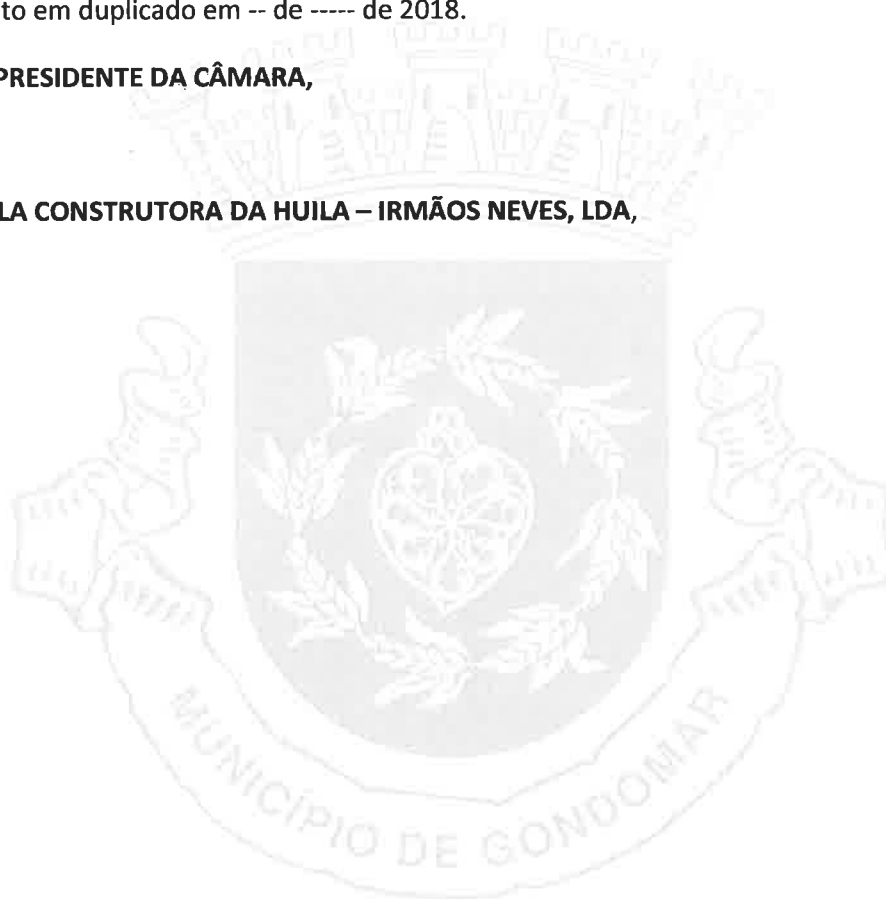 to em duplicado em -- de ----- de 2018.
PRESIDENTE DA CÂMARA,
LA CONSTRUTORA DA HUILA – IRMÃOS NEVES, LDA,
MUNICÍPIO DE GONDOMAR